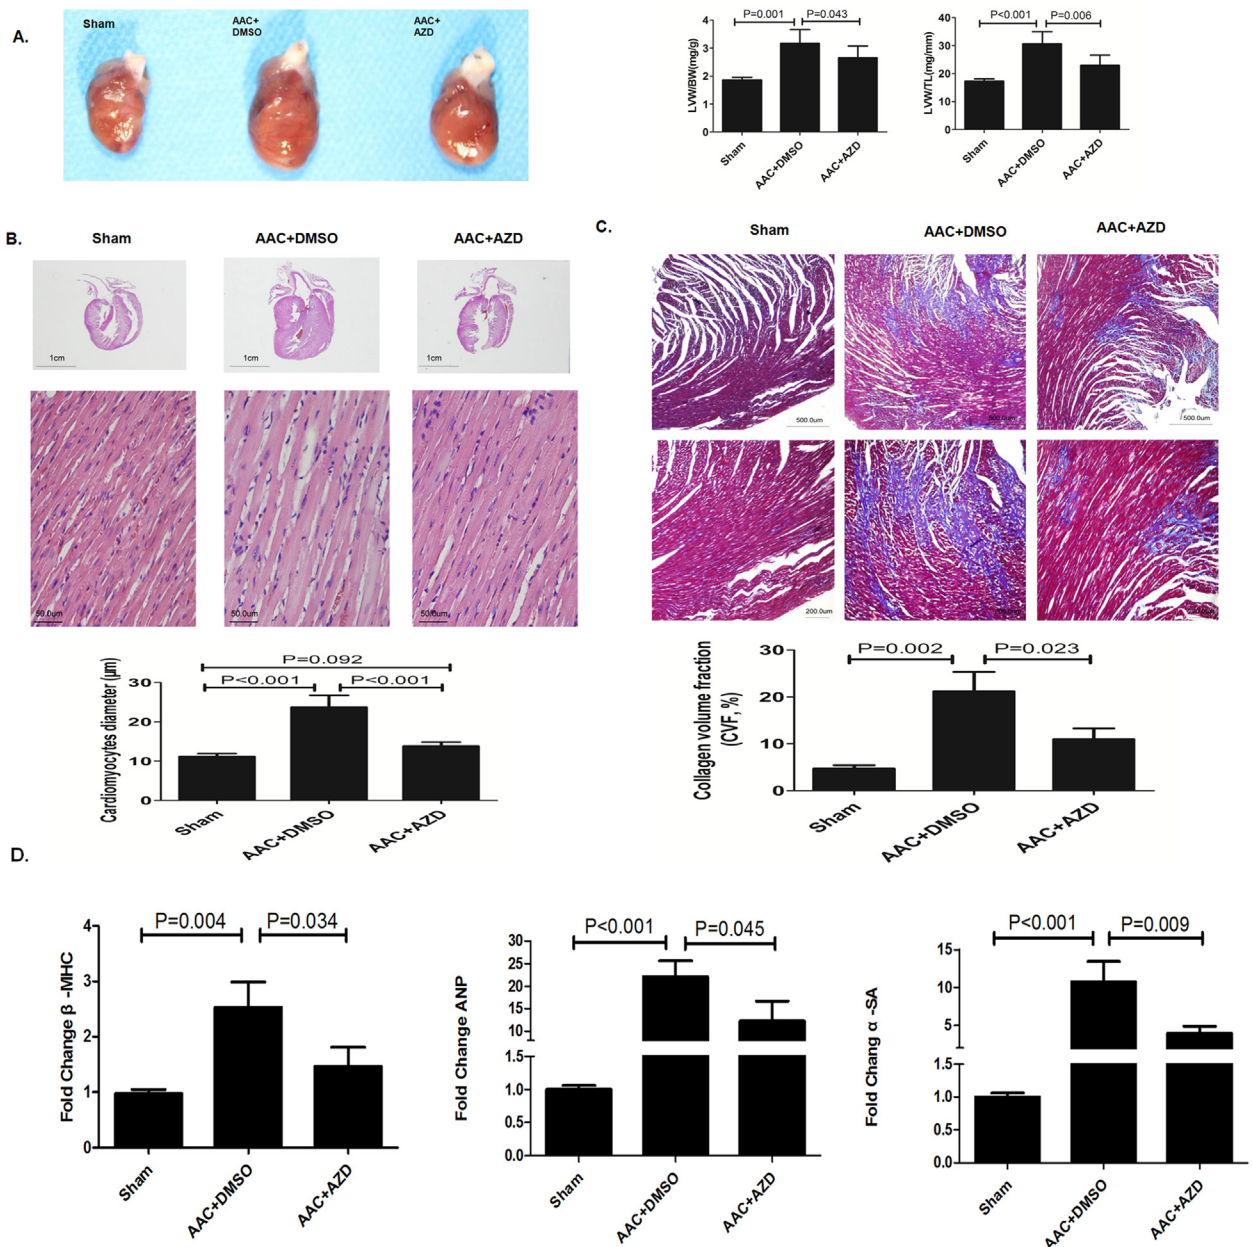 A.
Sham
AAC+
DMSO
AAC+
AZD
P=0.001
P=0.043
LVW/BW(mg/g)
4
3
2
1
0
Sham
AAC+DMSO
AAC+AZD
P<0.001
P=0.006
LVW/TL(mg/mm)
40
30
20
10
0
Sham
AAC+DMSO
AAC+AZD
B.
Sham
AAC+DMSO
AAC+AZD
1cm
1cm
1cm
50.0um
50.0um
50.0um
P=0.092
P<0.001
P<0.001
Cardiomyocytes diameter (μm)
30
20
10
0
Sham
AAC+DMSO
AAC+AZD
C.
Sham
AAC+DMSO
AAC+AZD
500.0um
500.0um
500.0um
200.0um
P=0.002
P=0.023
Collagen volume fraction
(CVF, %)
30
20
10
0
Sham
AAC+DMSO
AAC+AZD
D.
P=0.004
P=0.034
Fold Change β -MHC
4
3
2
1
0
Sham
AAC+DMSO
AAC+AZD
P<0.001
P=0.045
Fold Change ANP
30
25
20
15
10
1.5
1.0
0.5
0.0
Sham
AAC+DMSO
AAC+AZD
P<0.001
P=0.009
Fold Chang α -SA
15
10
5
1.5
1.0
0.5
0.0
Sham
AAC+DMSO
AAC+AZD